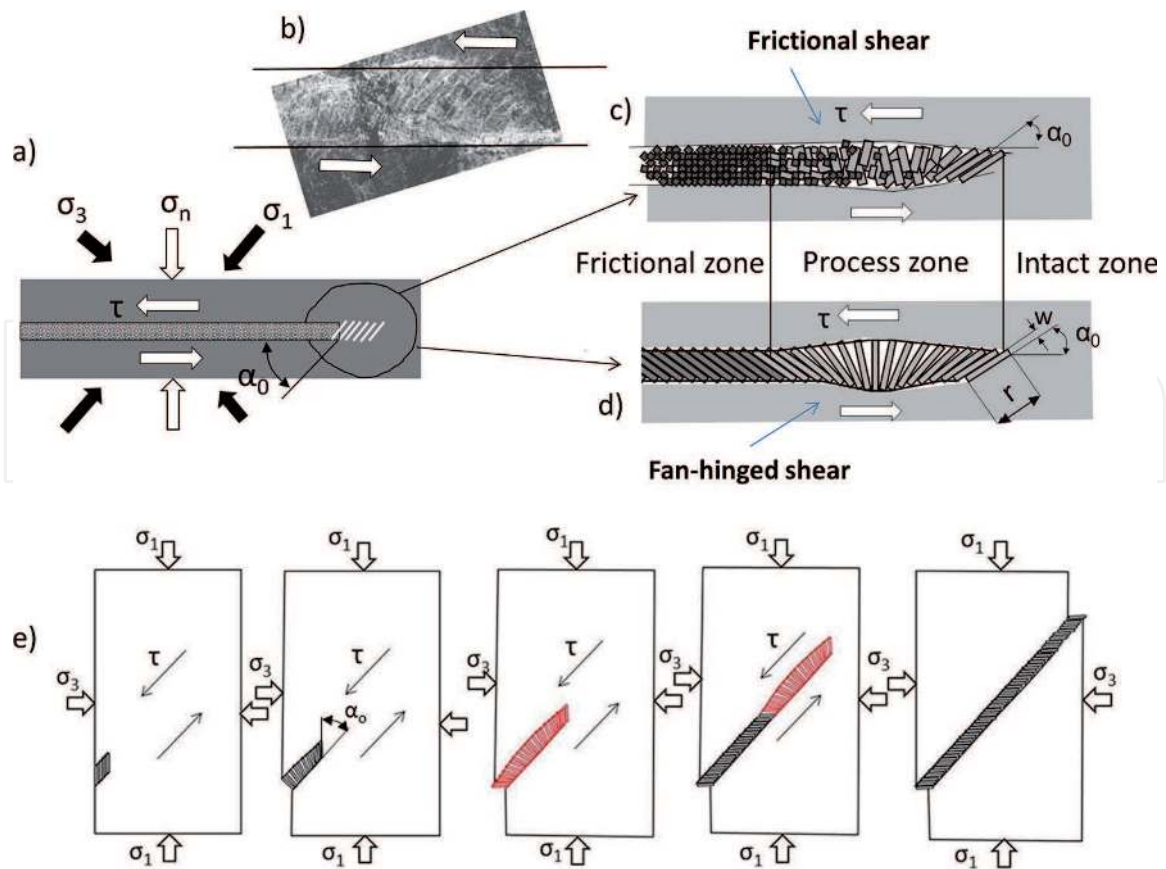 a)
σ3
σn
σ1
τ
α0
b)
Frictional shear
c)
τ
α0
Frictional zone
Process zone
Intact zone
τ
w
α0
r
d)
Fan-hinged shear
e)
σ1
σ3
τ
σ1
σ1
σ3
τ
αo
σ1
σ1
σ3
τ
σ1
σ1
σ3
τ
σ3
σ1
σ1
σ3
σ1